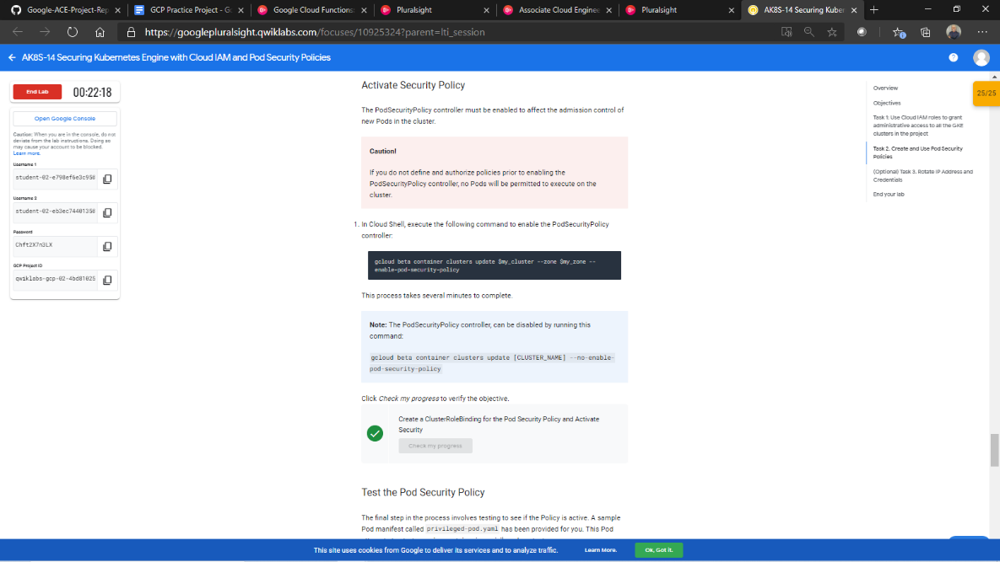 Google-ACE-Project-Rep
GCP Practice Project - Go
Google Cloud Functions
Pluralsight
Associate Cloud Enginee
Pluralsight
AK8S-14 Securing Kuber
https://googlepluralsight.qwiklabs.com/focuses/10925324?parent=lti_session
AK8S-14 Securing Kubernetes Engine with Cloud IAM and Pod Security Policies
End Lab
00:22:18
Open Google Console
Caution: When you are in the console, do not
deviate from the lab instructions. Doing so
may cause your account to be blocked.
Learn more.
Username 1
student-02-e798ef6e3c958
Username 2
student-02-eb3ec7440135d
Password
Chft2X7n3LX
GCP Project ID
qwiklabs-gcp-02-4bd81025
Activate Security Policy
The PodSecurityPolicy controller must be enabled to affect the admission control of
new Pods in the cluster.
Caution!
If you do not define and authorize policies prior to enabling the
PodSecurityPolicy controller, no Pods will be permitted to execute on the
cluster.
1. In Cloud Shell, execute the following command to enable the PodSecurityPolicy
controller:
gcloud beta container clusters update $my_cluster --zone $my_zone --
enable-pod-security-policy
This process takes several minutes to complete.
Note: The PodSecurityPolicy controller, can be disabled by running this
command:
gcloud beta container clusters update [CLUSTER_NAME] --no-enable-
pod-security-policy
Click Check my progress to verify the objective.
Create a ClusterRoleBinding for the Pod Security Policy and Activate
Security
Check my progress
Test the Pod Security Policy
The final step in the process involves testing to see if the Policy is active. A sample
Pod manifest called privileged-pod.yaml has been provided for you. This Pod
Overview
Objectives
Task 1: Use Cloud IAM roles to grant
administrative access to all the GKE
clusters in the project
Task 2. Create and Use Pod Security
Policies
(Optional) Task 3. Rotate IP Address and
Credentials
End your lab
25/25
This site uses cookies from Google to deliver its services and to analyze traffic.
Learn More.
Ok, Got it.